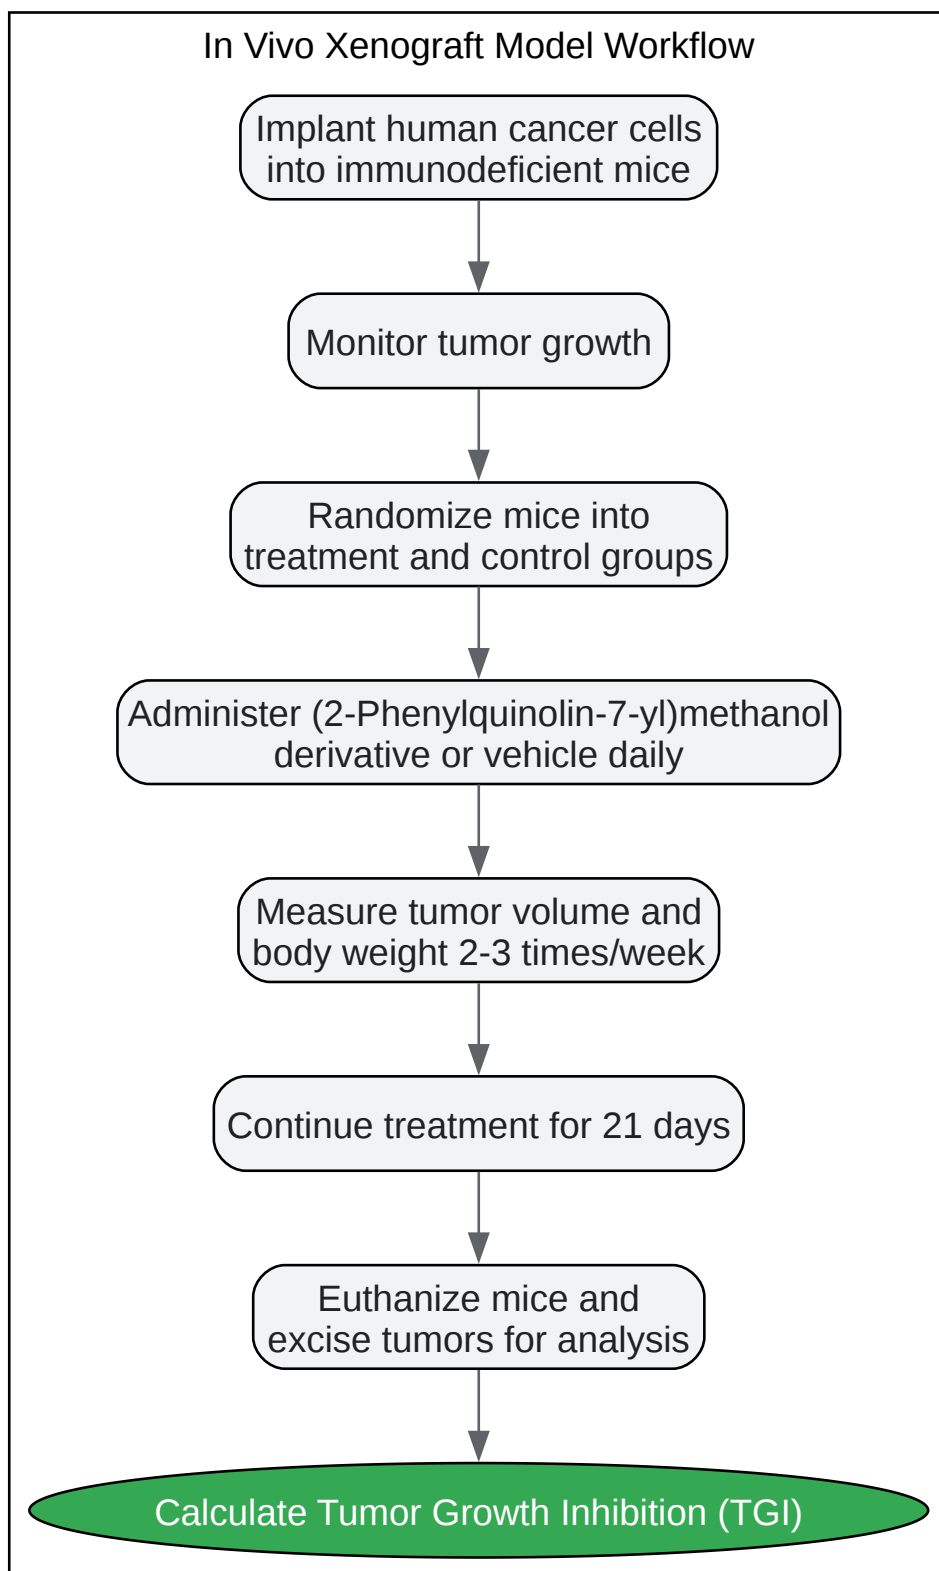 In Vivo Xenograft Model Workflow
Implant human cancer cells
into immunodeficient mice
Monitor tumor growth
Randomize mice into
treatment and control groups
Administer (2-Phenylquinolin-7-yl)methanol
derivative or vehicle daily
Measure tumor volume and
body weight 2-3 times/week
Continue treatment for 21 days
Euthanize mice and
excise tumors for analysis
Calculate Tumor Growth Inhibition (TGI)